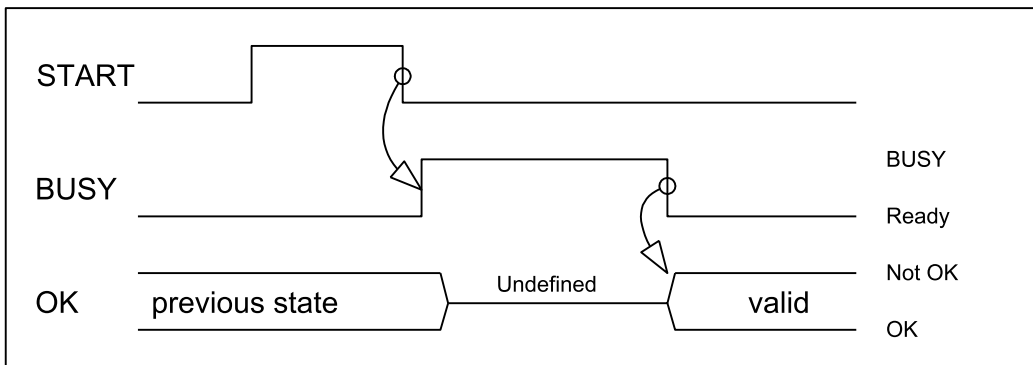 START
BUSY
BUSY
Ready
Not OK
Undefined
OK
previous state
valid
OK